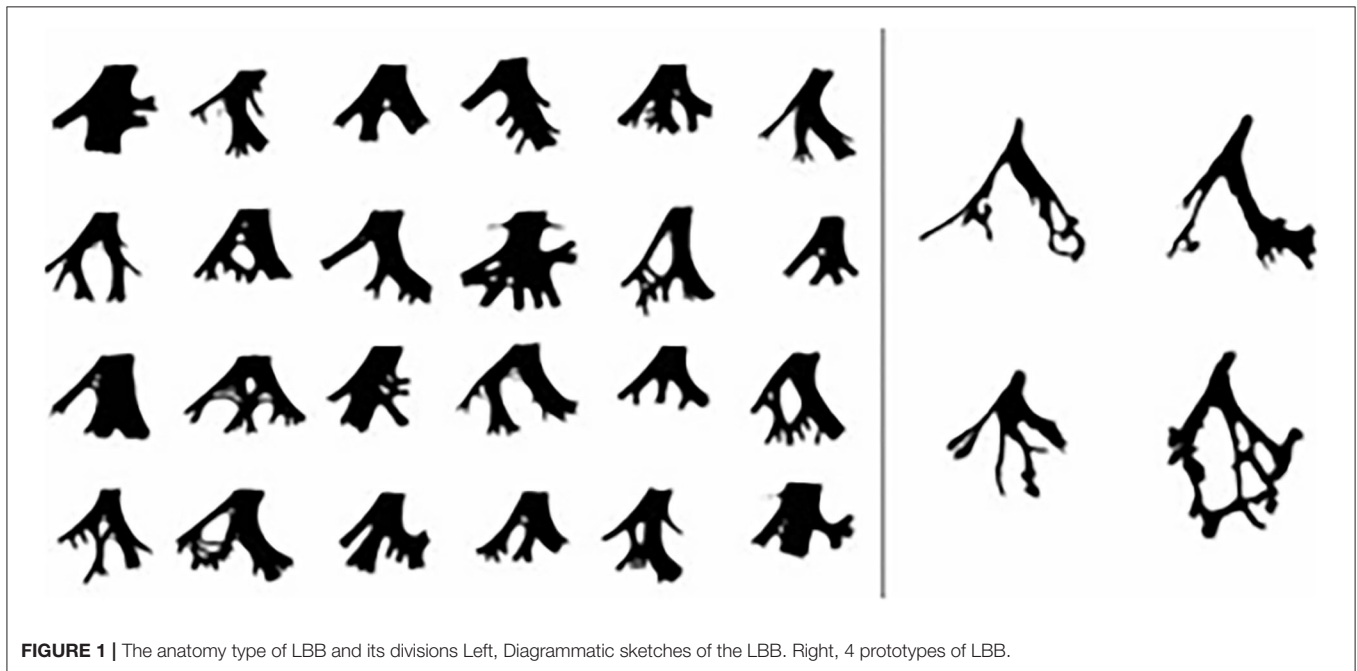 FIGURE 1 | The anatomy type of LBB and its divisions Left, Diagrammatic sketches of the LBB. Right, 4 prototypes of LBB.